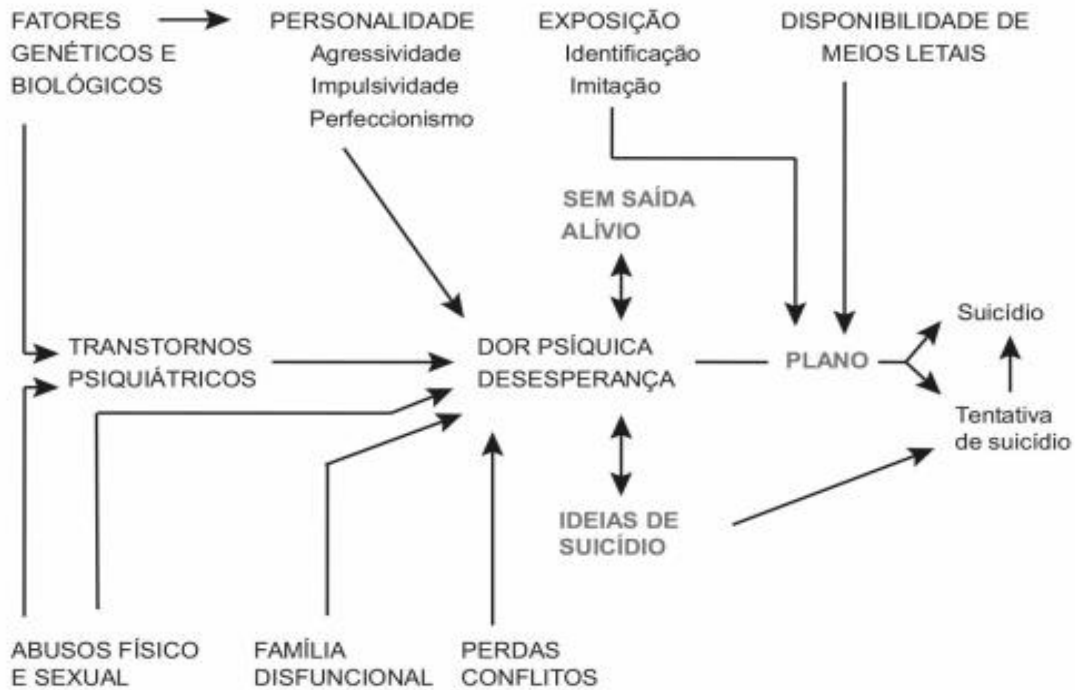 FATORES
GENÉTICOS E
BIOLÓGICOS
PERSONALIDADE
Agressividade
Impulsividade
Perfeccionismo
EXPOSIÇÃO
Identificação
Imitação
DISPONIBILIDADE DE
MEIOS LETAIS
SEM SAÍDA
ALÍVIO
TRANSTORNOS
PSIQUIÁTRICOS
DOR PSÍQUICA
DESESPERANÇA
PLANO
Suicídio
Tentativa
de suicídio
IDEIAS DE
SUICÍDIO
ABUSOS FÍSICO
E SEXUAL
FAMÍLIA
DISFUNCIONAL
PERDAS
CONFLITOS